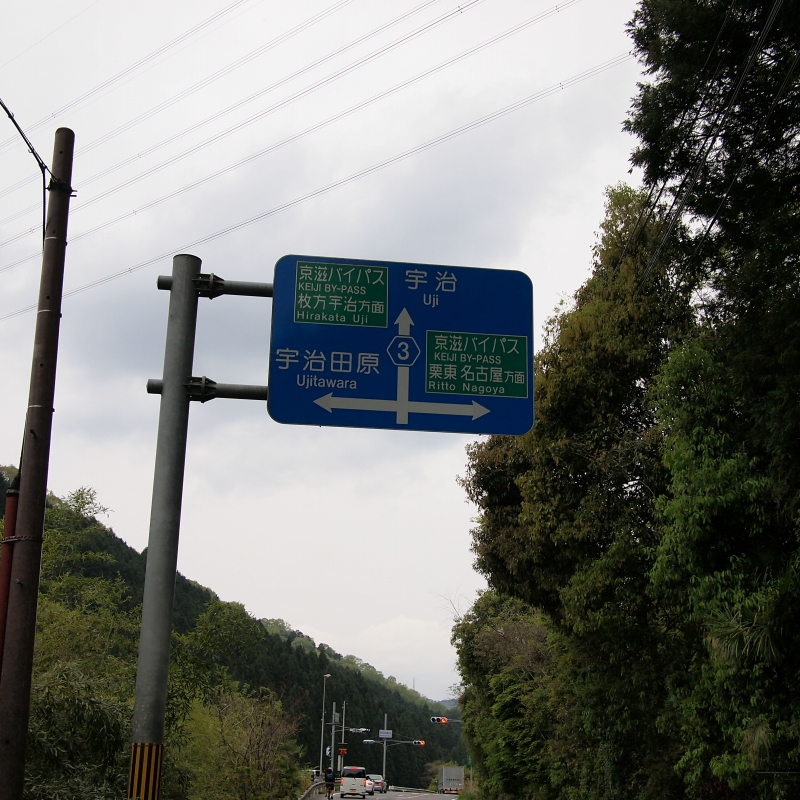 京滋バイパス
KEIJI BY-PASS
枚方宇治方面
Hirakata Uji
宇治
Uji
宇治田原
Ujitawara
3
京滋バイパス
KEIJI BY-PASS
栗東 名古屋方面
Ritto Nagoya